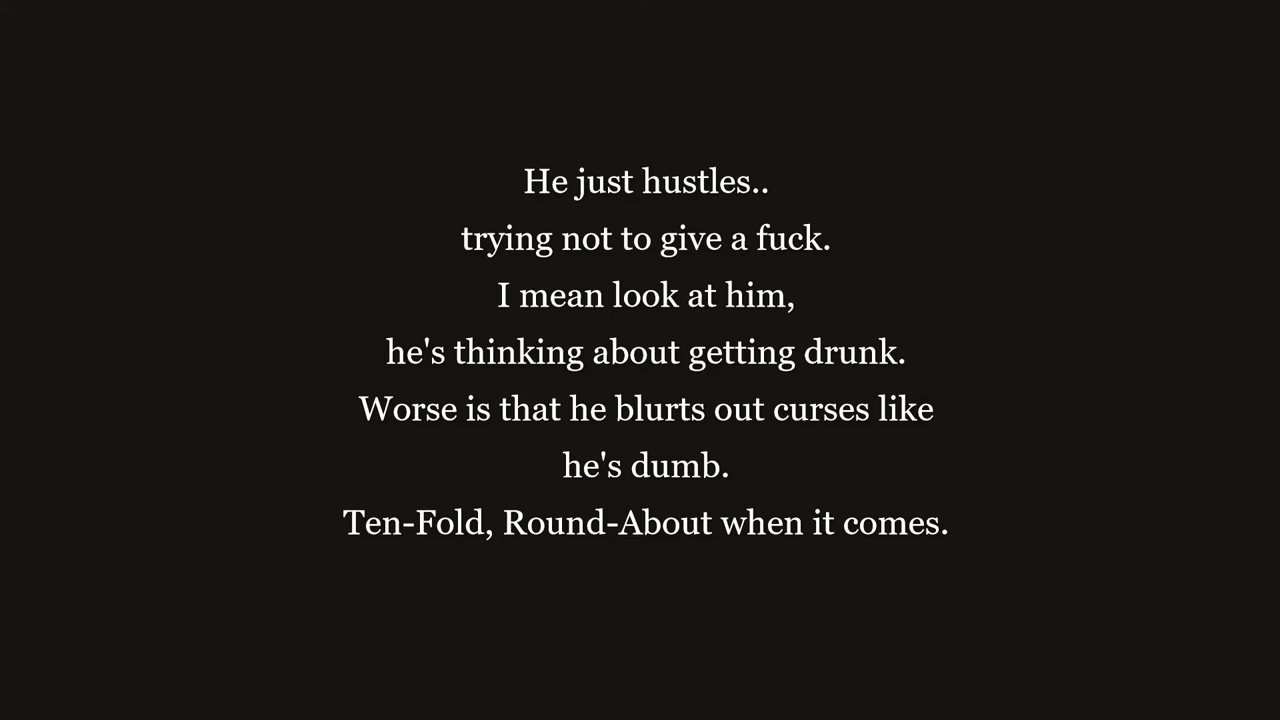 He just hustles..
trying not to give a fuck.
I mean look at him,
he's thinking about getting drunk.
Worse is that he blurts out curses like
he's dumb.
Ten-Fold, Round-About when it comes.